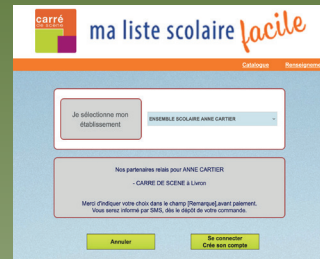 carré
de scène
ma liste scolaire facile
Catalogue Renseigneme
Je sélectionne mon
établissement
ENSEMBLE SCOLAIRE ANNE CARTIER
Nos partenaires relais pour ANNE CARTIER
- CARRE DE SCENE à Livron
Merci d'indiquer votre choix dans le champ [Remarque],avant paiement.
Vous serez informé par SMS, dès le dépôt de votre commande.
Annuler
Se connecter
Crée son compte